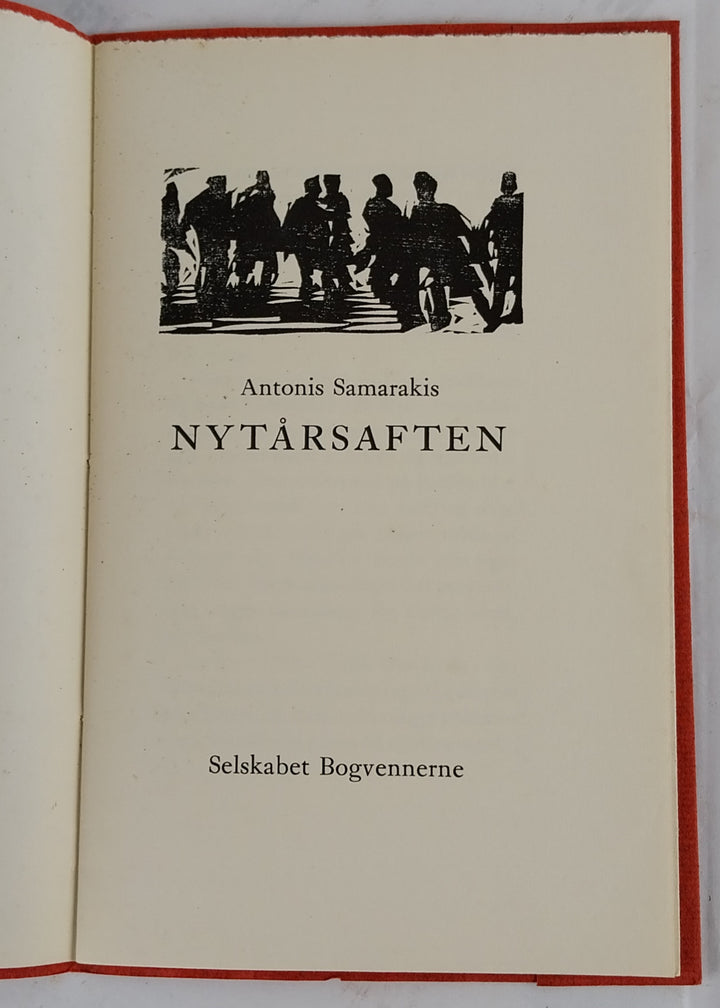 Antonis Samarakis
NYTÅRSAFTEN
Selskabet Bogvennerne